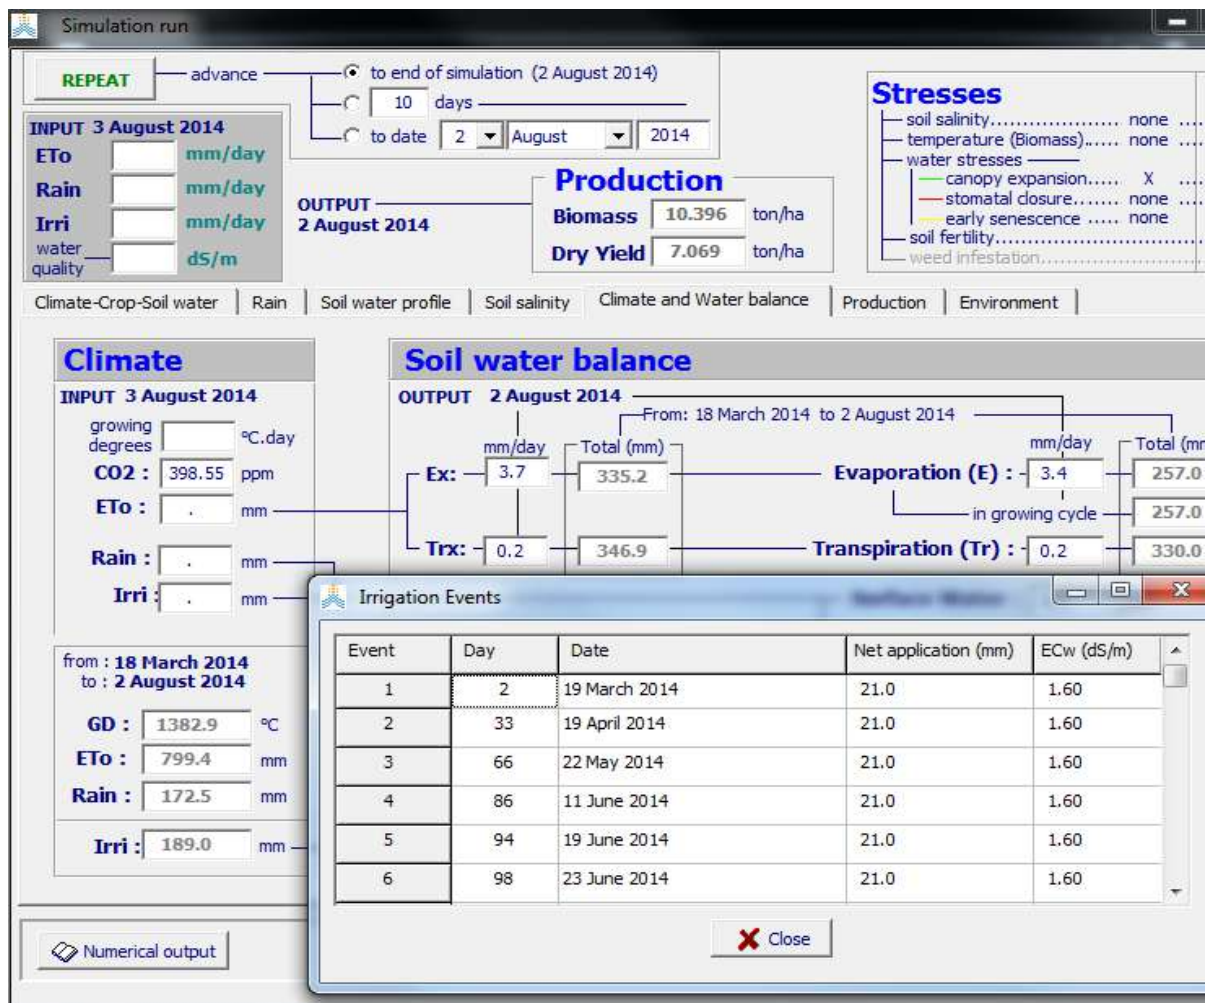 Simulation run
REPEAT
advance
to end of simulation (2 August 2014)
10 days
to date 2 August 2014
INPUT 3 August 2014
ETo mm/day
Rain mm/day
Irri mm/day
water quality dS/m
OUTPUT
2 August 2014
Production
Biomass 10.396 ton/ha
Dry Yield 7.069 ton/ha
Stresses
soil salinity..................... none ....
temperature (Biomass)...... none ....
water stresses
canopy expansion...... X ....
stomatal closure........ none ....
early senescence ..... none ....
soil fertility..............................
weed infestation.........................
Climate-Crop-Soil water | Rain | Soil water profile | Soil salinity | Climate and Water balance | Production | Environment
Climate
INPUT 3 August 2014
growing degrees °C.day
CO2 : 398.55 ppm
ETo : . mm
Rain : . mm
Irri : . mm
from : 18 March 2014
to : 2 August 2014
GD : 1382.9 °C
ETo : 799.4 mm
Rain : 172.5 mm
Irri : 189.0 mm
Soil water balance
OUTPUT 2 August 2014
From: 18 March 2014 to 2 August 2014
mm/day Total (mm) mm/day Total (mm
Ex: 3.7 335.2 Evaporation (E) : 3.4 257.0
in growing cycle 257.0
Trx: 0.2 346.9 Transpiration (Tr) : 0.2 330.0
Irrigation Events
Event Day Date Net application (mm) ECw (dS/m)
1 2 19 March 2014 21.0 1.60
2 33 19 April 2014 21.0 1.60
3 66 22 May 2014 21.0 1.60
4 86 11 June 2014 21.0 1.60
5 94 19 June 2014 21.0 1.60
6 98 23 June 2014 21.0 1.60
Close
Numerical output